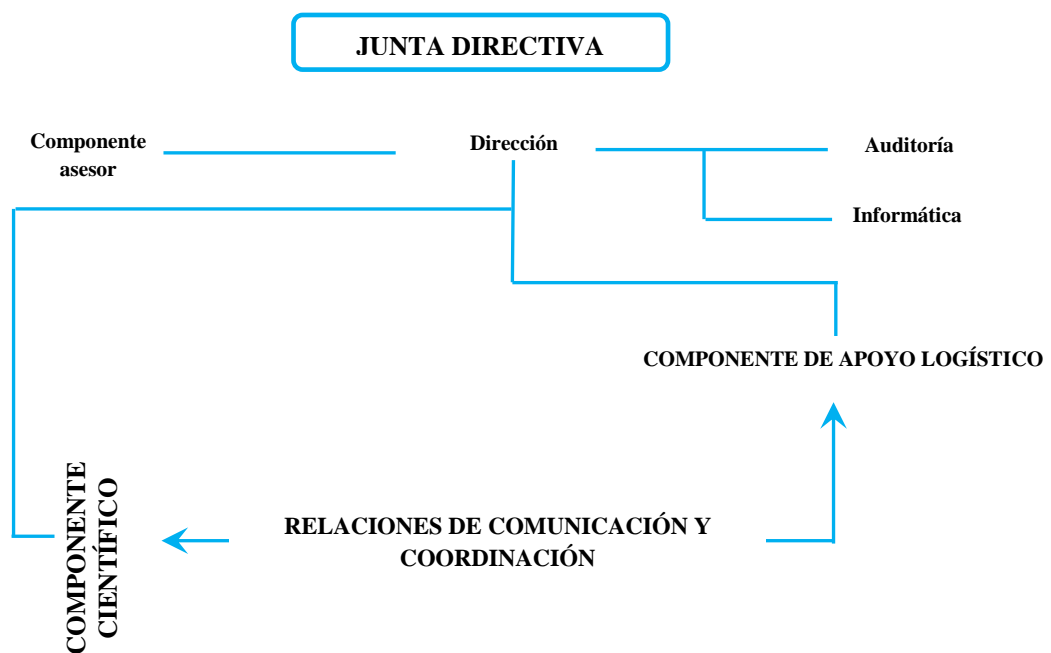 JUNTA DIRECTIVA
Componente
asesor
Dirección
Auditoría
Informática
COMPONENTE DE APOYO LOGÍSTICO
COMPONENTE
CIENTÍFICO
RELACIONES DE COMUNICACIÓN Y
COORDINACIÓN